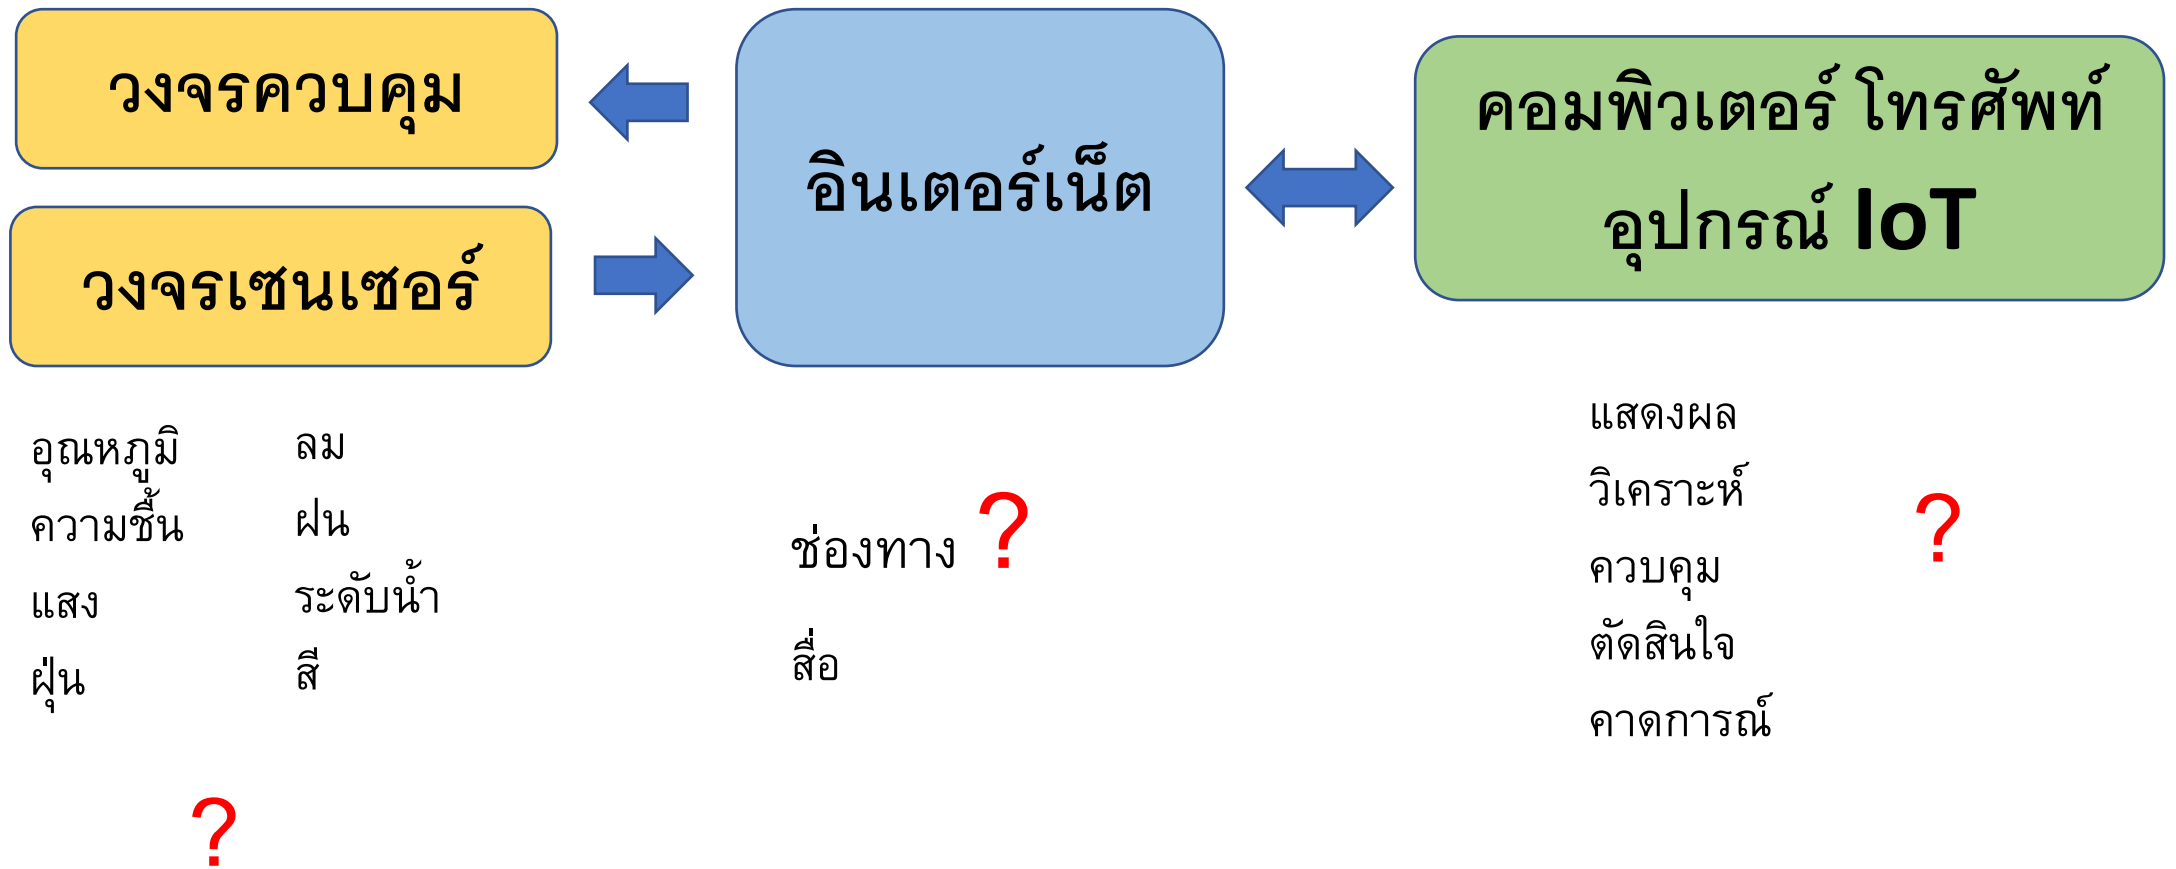 วงจรควบคุม
วงจรเซนเซอร์
อินเตอร์เน็ต
คอมพิวเตอร์ โทรศัพท์
อุปกรณ์ IoT
อุณหภูมิ
ความชื้น
แสง
ฝุ่น
ลม
ฝน
ระดับน้ำ
สี
?
ช่องทาง ?
สื่อ
แสดงผล
วิเคราะห์
ควบคุม
ตัดสินใจ
คาดการณ์
?